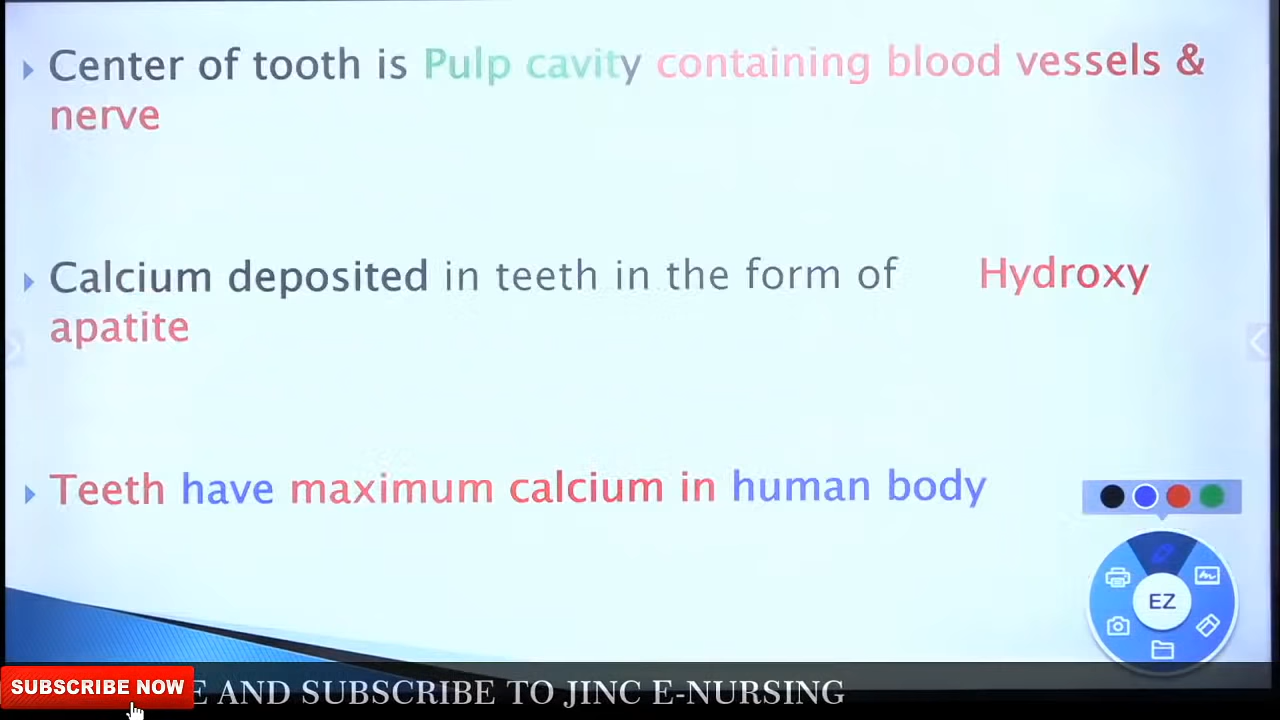 Center of tooth is Pulp cavity containing blood vessels &
nerve
Calcium deposited in teeth in the form of Hydroxy
apatite
Teeth have maximum calcium in human body
EZ
SUBSCRIBE NOW
E AND SUBSCRIBE TO JINC E-NURSING